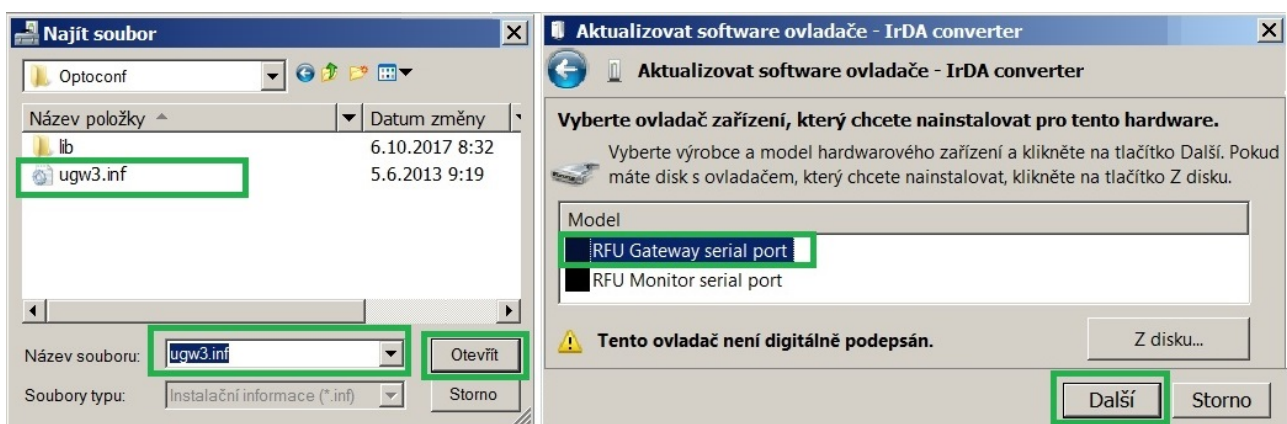 Najít soubor
Optoconf
Název položky
Datum změny
lib
6.10.2017 8:32
ugw3.inf
5.6.2013 9:19
Název souboru:
ugw3.inf
Otevřít
Soubory typu:
Instalační informace (*.inf)
Storno
Aktualizovat software ovladače - IrDA converter
Aktualizovat software ovladače - IrDA converter
Vyberte ovladač zařízení, který chcete nainstalovat pro tento hardware.
Vyberte výrobce a model hardwarového zařízení a klikněte na tlačítko Další. Pokud
máte disk s ovladačem, který chcete nainstalovat, klikněte na tlačítko Z disku.
Model
RFU Gateway serial port
RFU Monitor serial port
Tento ovladač není digitálně podepsán.
Z disku...
Další
Storno